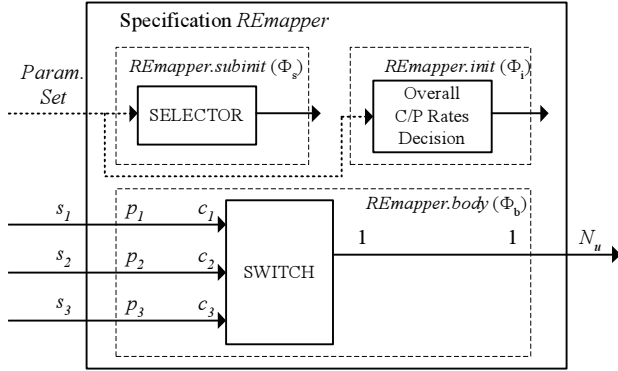 Specification REmapper
Param. Set
REmapper.subinit (Φs)
REmapper.init (Φi)
SELECTOR
Overall
C/P Rates
Decision
REmapper.body (Φb)
s1 p1 c1
1 1 Nu
s2 p2 c2
SWITCH
s3 p3 c3